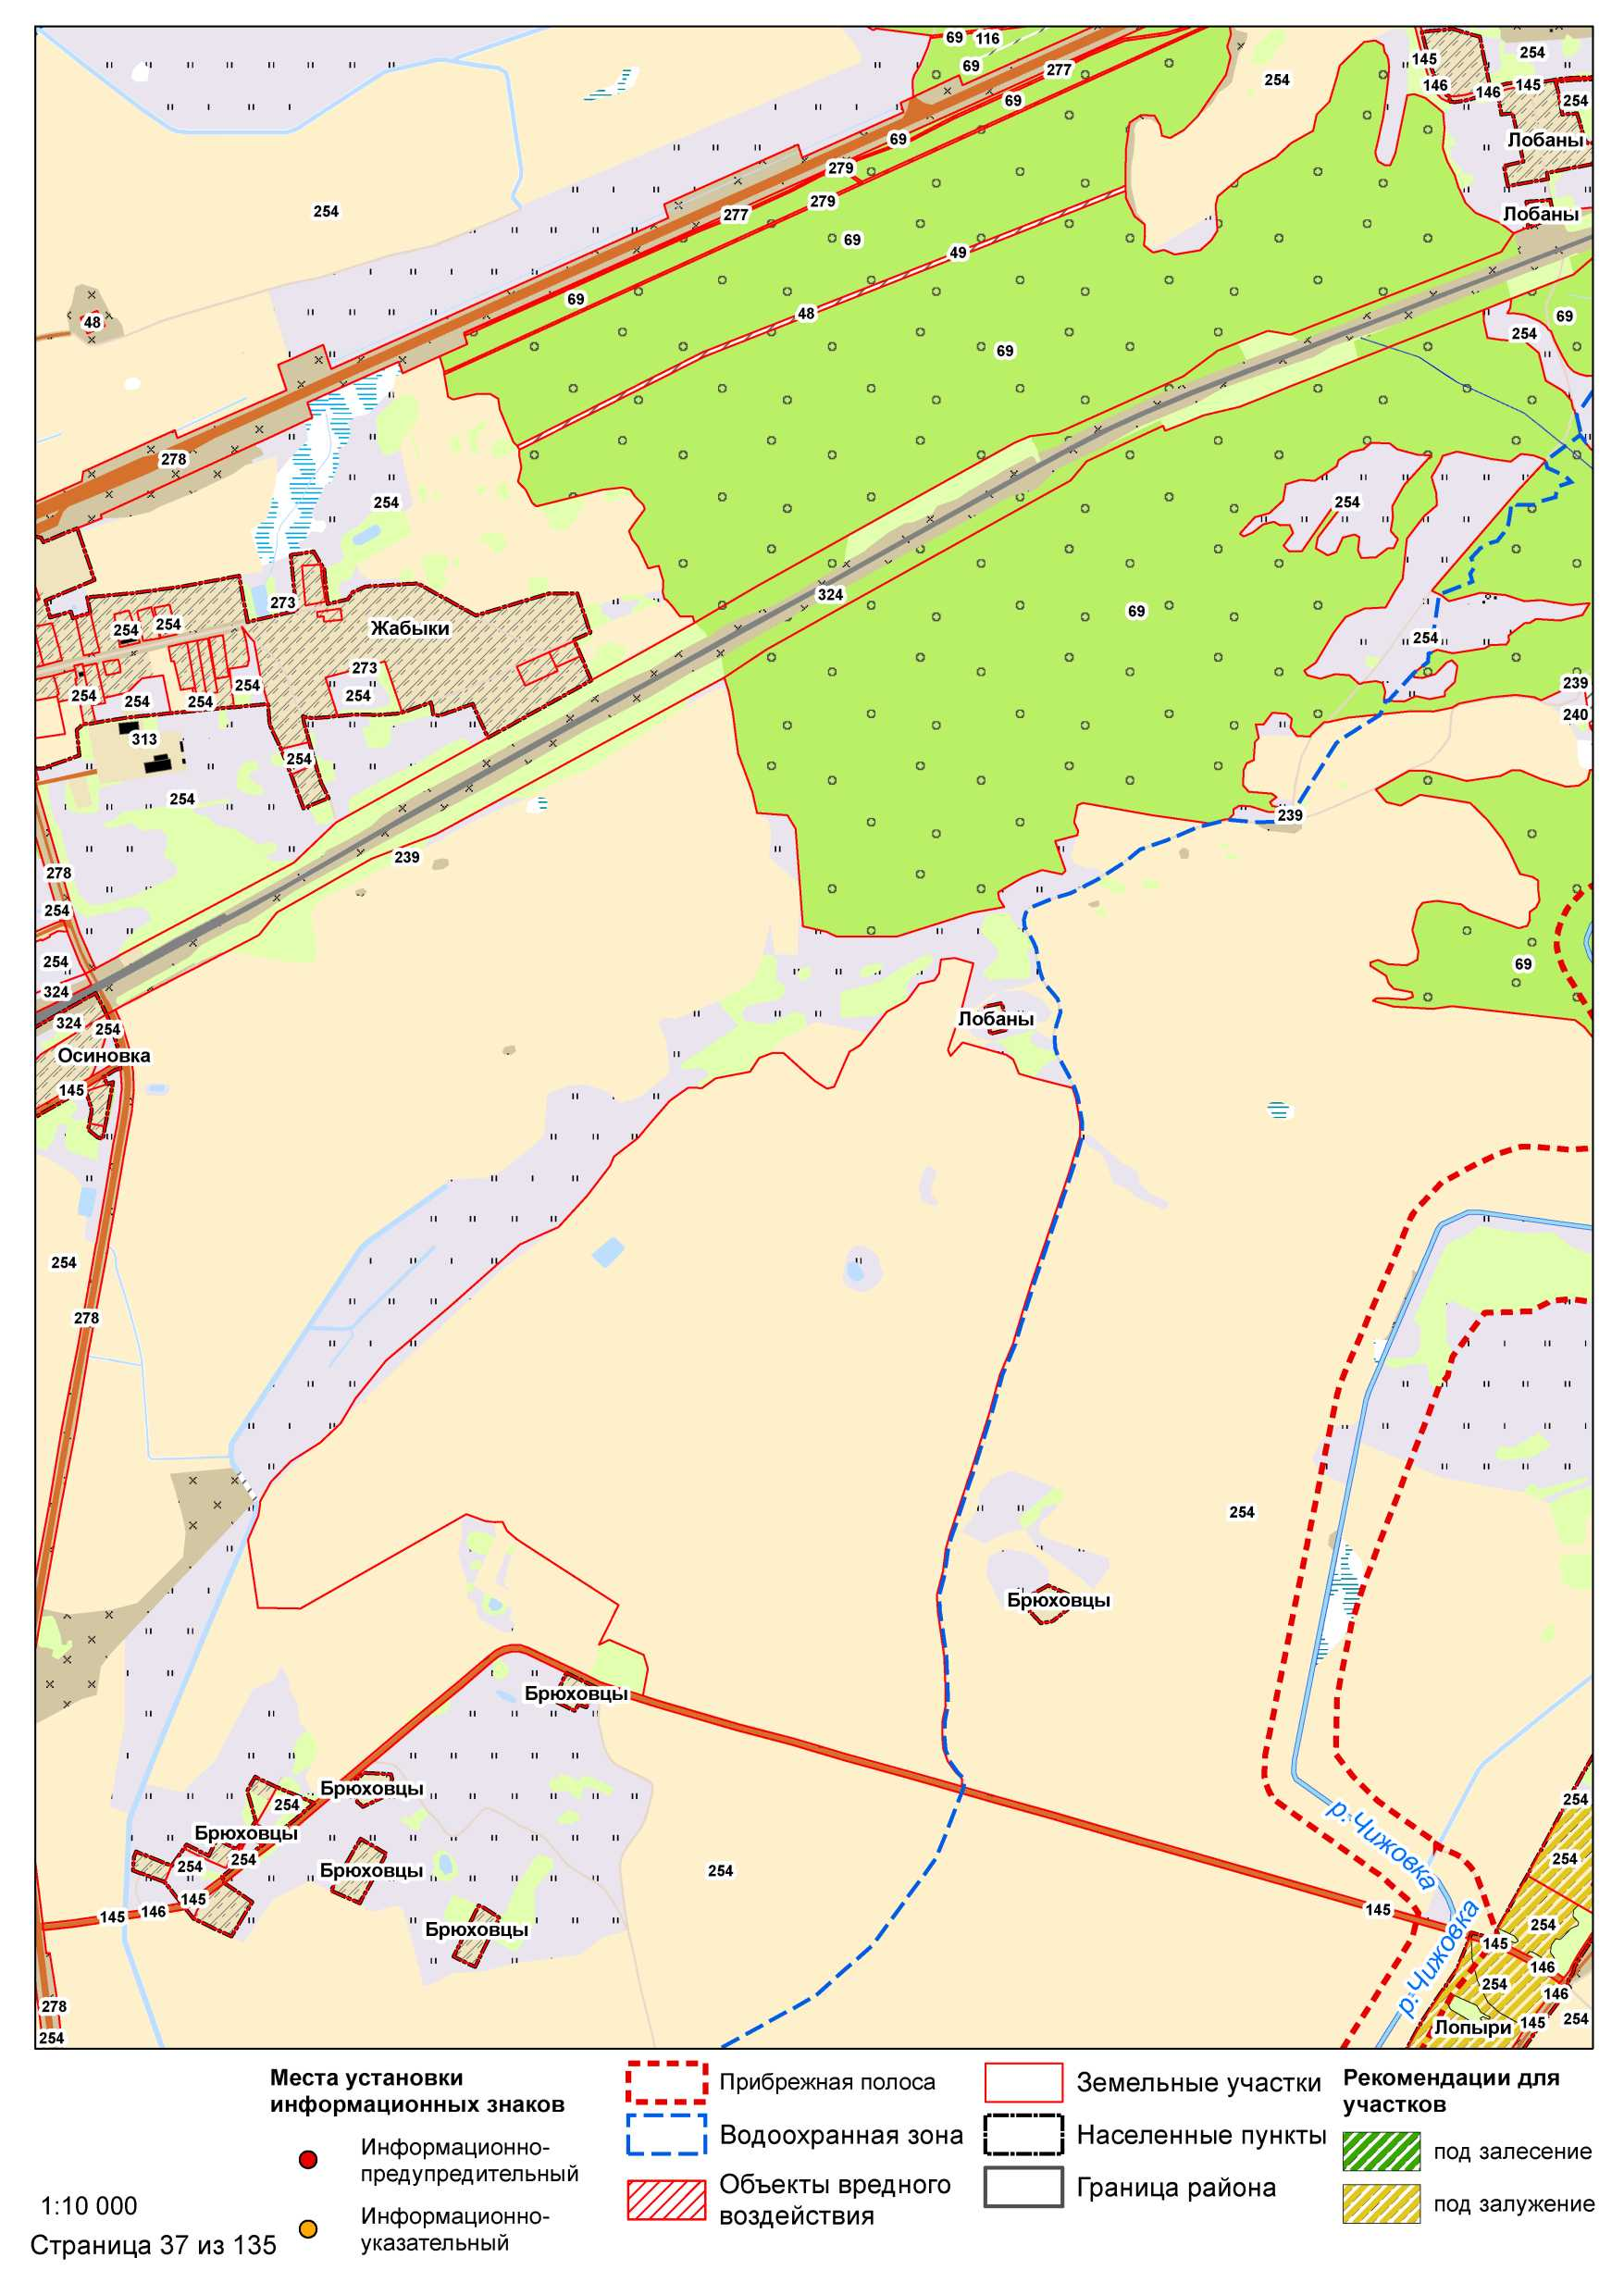 69 116
69
277
69
254
145
146
146
145
254
254
Лобаны
Лобаны
69
279
279
277
254
69
49
48
69
48
69
69
254
278
254
254
324
69
254
273
Жабыки
254
254
273
254
254
254
254
254
239
240
313
254
254
239
239
278
254
254
324
324
254
69
Лобаны
Осиновка
145
254
278
254
Брюховцы
Брюховцы
Брюховцы
254
Брюховцы
254
254
Брюховцы
254
145
146
145
Брюховцы
278
254
р.Чижовка
р.Чижовка
254
254
254
145
145
146
254
146
254
145
Лопыри
Места установки
информационных знаков
Информационно-
предупредительный
Информационно-
указательный
Прибрежная полоса
Водоохранная зона
Объекты вредного
воздействия
Земельные участки
Населенные пункты
Граница района
Рекомендации для
участков
под залесение
под залужение
1:10 000
Страница 37 из 135